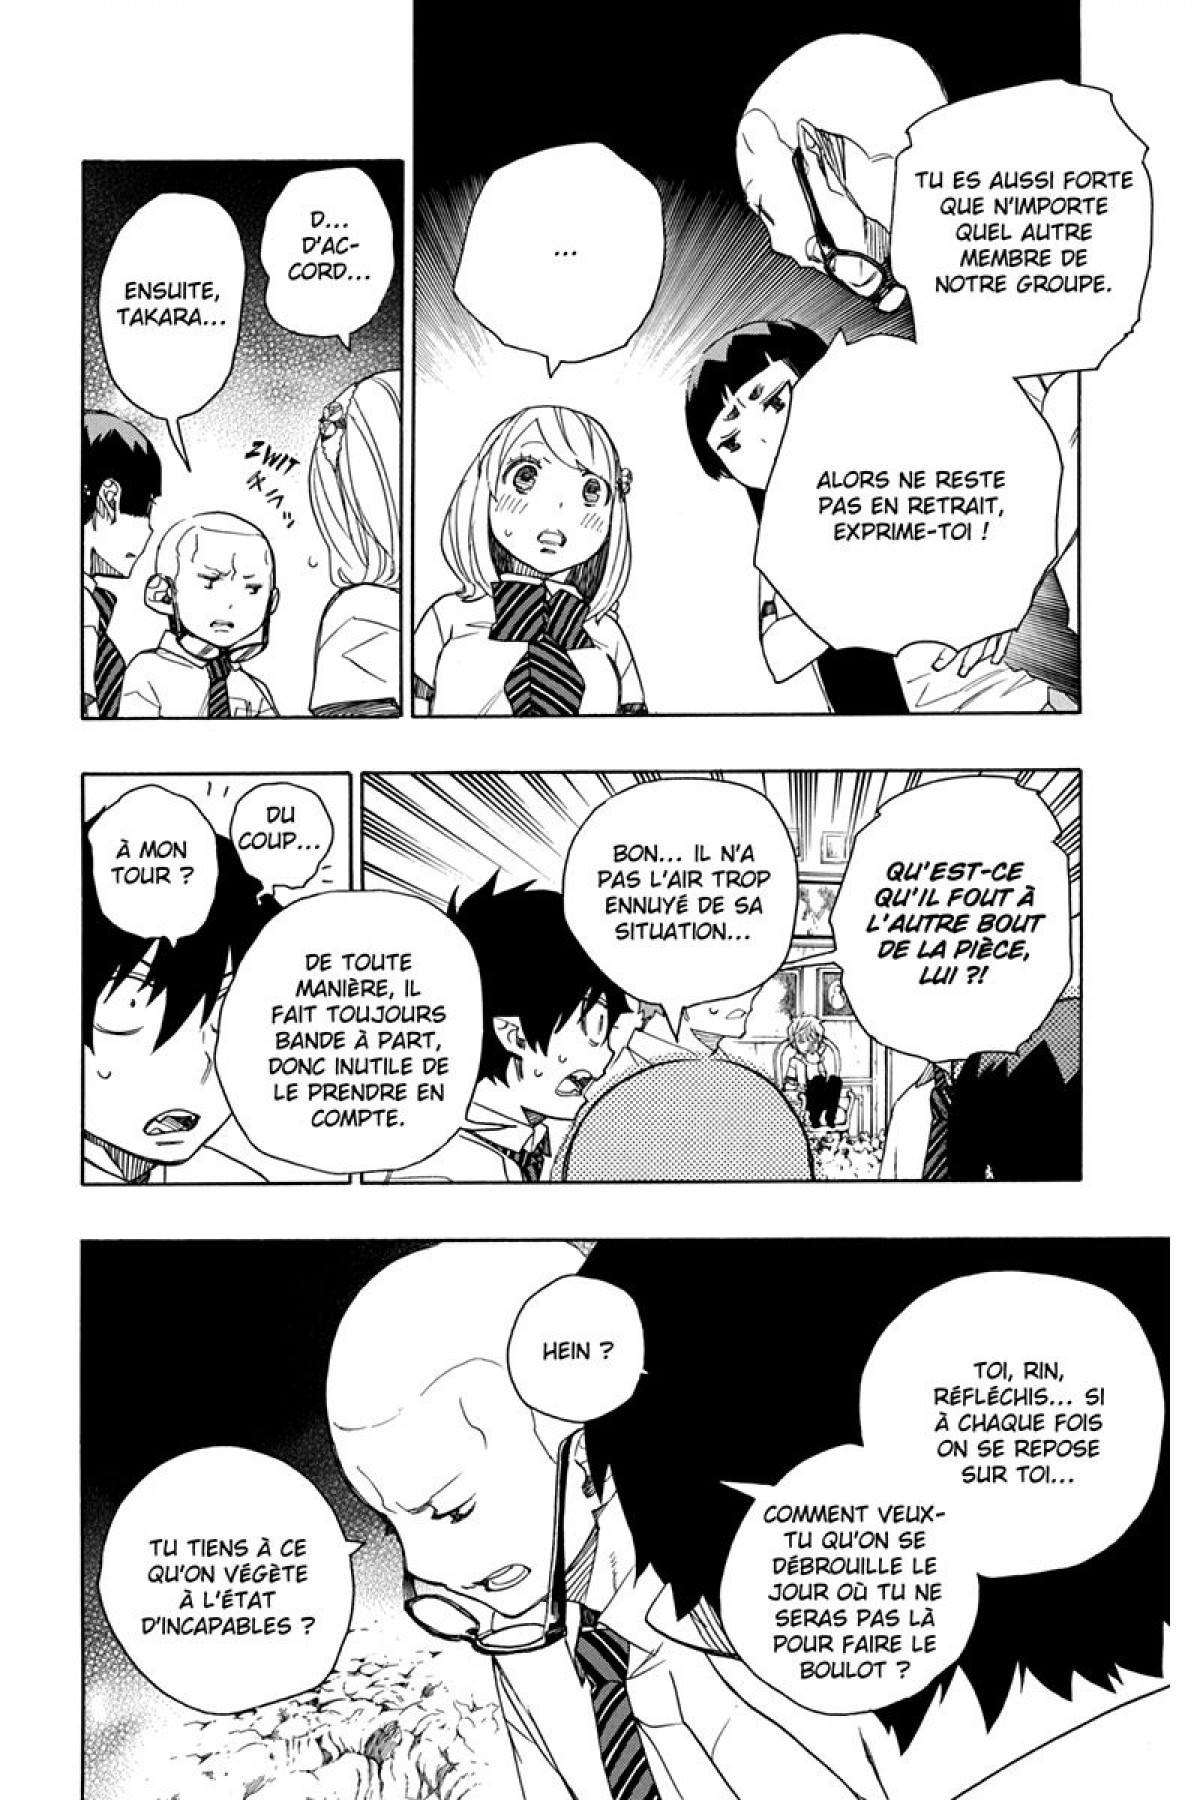 TU ES AUSSI FORTE
QUE N'IMPORTE
QUEL AUTRE
MEMBRE DE
NOTRE GROUPE.
ALORS NE RESTE
PAS EN RETRAIT,
EXPRIME-TOI !
...
D...
D'AC-
CORD...
ENSUITE,
TAKARA...
ZWIT
QU'EST-CE
QU'IL FOUT À
L'AUTRE BOUT
DE LA PIÈCE,
LUI ?!
BON... IL N'A
PAS L'AIR TROP
ENNUYÉ DE SA
SITUATION...
DE TOUTE
MANIÈRE, IL
FAIT TOUJOURS
BANDE À PART,
DONC INUTILE DE
LE PRENDRE EN
COMPTE.
DU
COUP...
À MON
TOUR ?
TOI, RIN,
RÉFLÉCHIS... SI
À CHAQUE FOIS
ON SE REPOSE
SUR TOI...
COMMENT VEUX-
TU QU'ON SE
DÉBROUILLE LE
JOUR OÙ TU NE
SERAS PAS LÀ
POUR FAIRE LE
BOULOT ?
HEIN ?
TU TIENS À CE
QU'ON VÉGÈTE
À L'ÉTAT
D'INCAPABLES ?